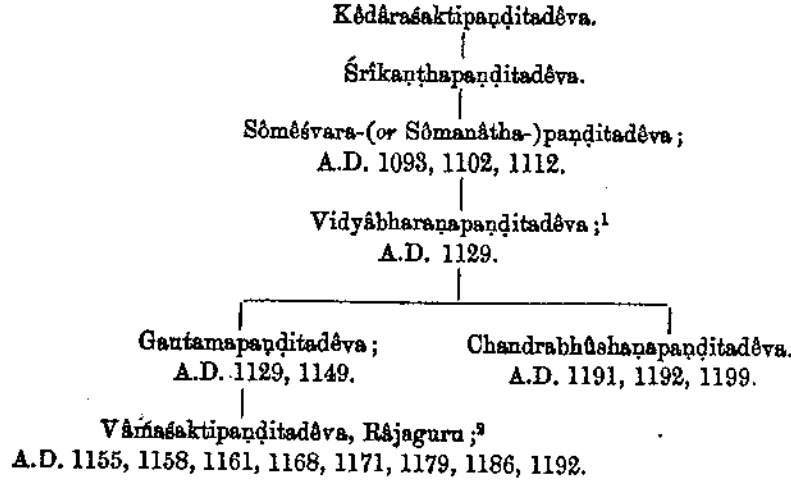 Kêdâraśaktipaṇḍitadêva.
Śrîkaṇṭhapaṇḍitadêva.
Sômêśvara-(or Sômanâtha-)paṇḍitadêva;
A.D. 1093, 1102, 1112.
Vidyâbharaṇapaṇḍitadêva;¹
A.D. 1129.
Gautamapaṇḍitadêva;
A.D. 1129, 1149.
Chandrabhûshaṇapaṇḍitadêva.
A.D. 1191, 1192, 1199.
Vâmaśaktipaṇḍitadêva, Râjaguru;²
A.D. 1155, 1158, 1161, 1168, 1171, 1179, 1186, 1192.